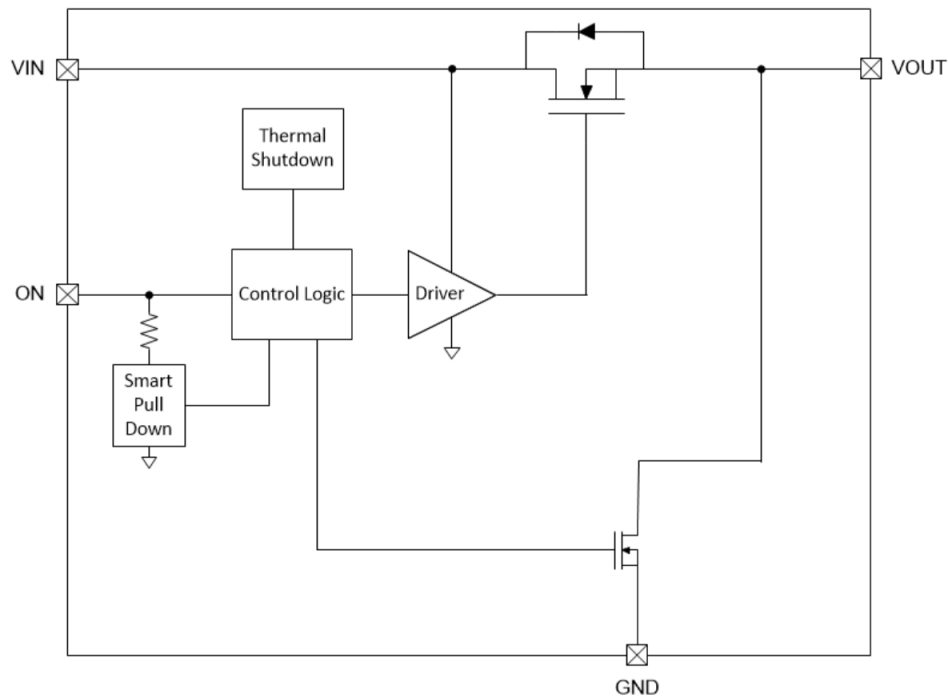 VIN
VOUT
Thermal
Shutdown
ON
Control Logic
Driver
Smart
Pull
Down
GND